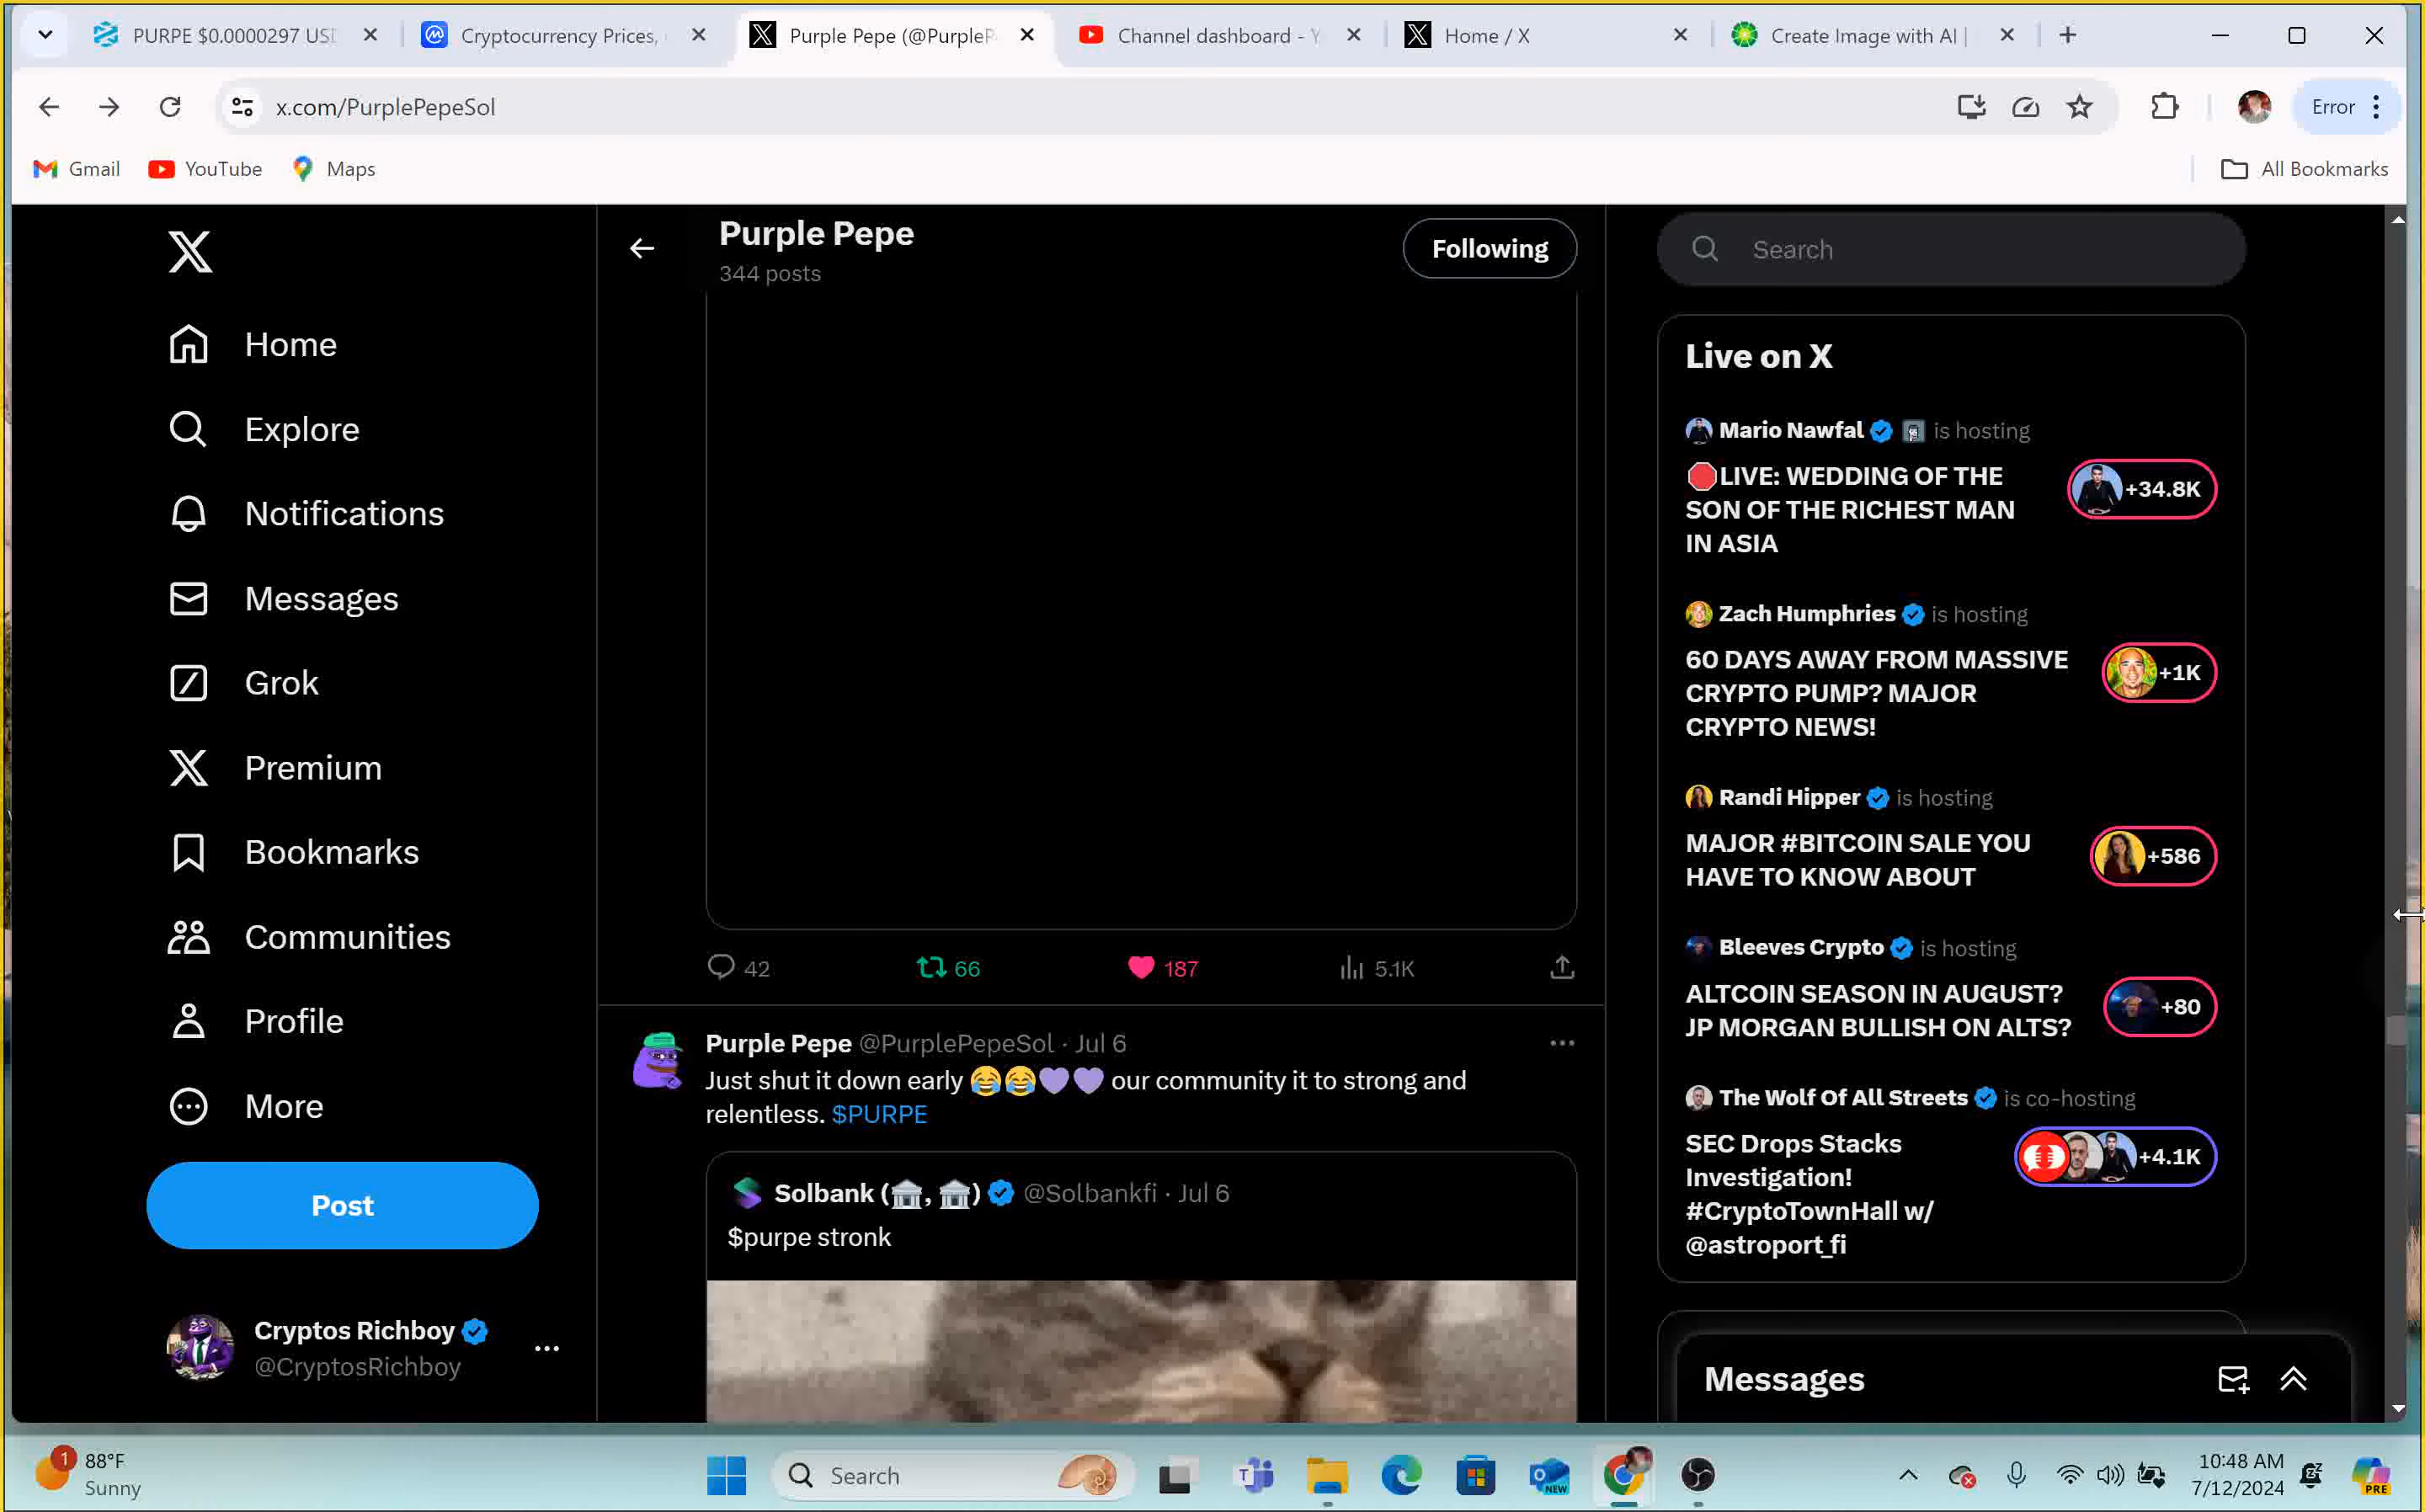 PURPE $0.0000297 USD
Cryptocurrency Prices,
Purple Pepe (@PurpleP
Channel dashboard - Y
Home / X
Create Image with AI |
x.com/PurplePepeSol
Error
Gmail
YouTube
Maps
All Bookmarks
Home
Explore
Notifications
Messages
Grok
Premium
Bookmarks
Communities
Profile
More
Post
Cryptos Richboy
@CryptosRichboy
Purple Pepe
344 posts
Following
42
66
187
5.1K
Purple Pepe @PurplePepeSol · Jul 6
Just shut it down early 😂😂💜💜 our community it to strong and
relentless. $PURPE
Solbank (🏛, 🏛) @Solbankfi · Jul 6
$purpe stronk
Search
Live on X
Mario Nawfal is hosting
🛑LIVE: WEDDING OF THE
SON OF THE RICHEST MAN
IN ASIA
+34.8K
Zach Humphries is hosting
60 DAYS AWAY FROM MASSIVE
CRYPTO PUMP? MAJOR
CRYPTO NEWS!
+1K
Randi Hipper is hosting
MAJOR #BITCOIN SALE YOU
HAVE TO KNOW ABOUT
+586
Bleeves Crypto is hosting
ALTCOIN SEASON IN AUGUST?
JP MORGAN BULLISH ON ALTS?
+80
The Wolf Of All Streets is co-hosting
SEC Drops Stacks
Investigation!
#CryptoTownHall w/
@astroport_fi
+4.1K
Messages
1
88°F
Sunny
Search
NEW
10:48 AM
7/12/2024
PRE